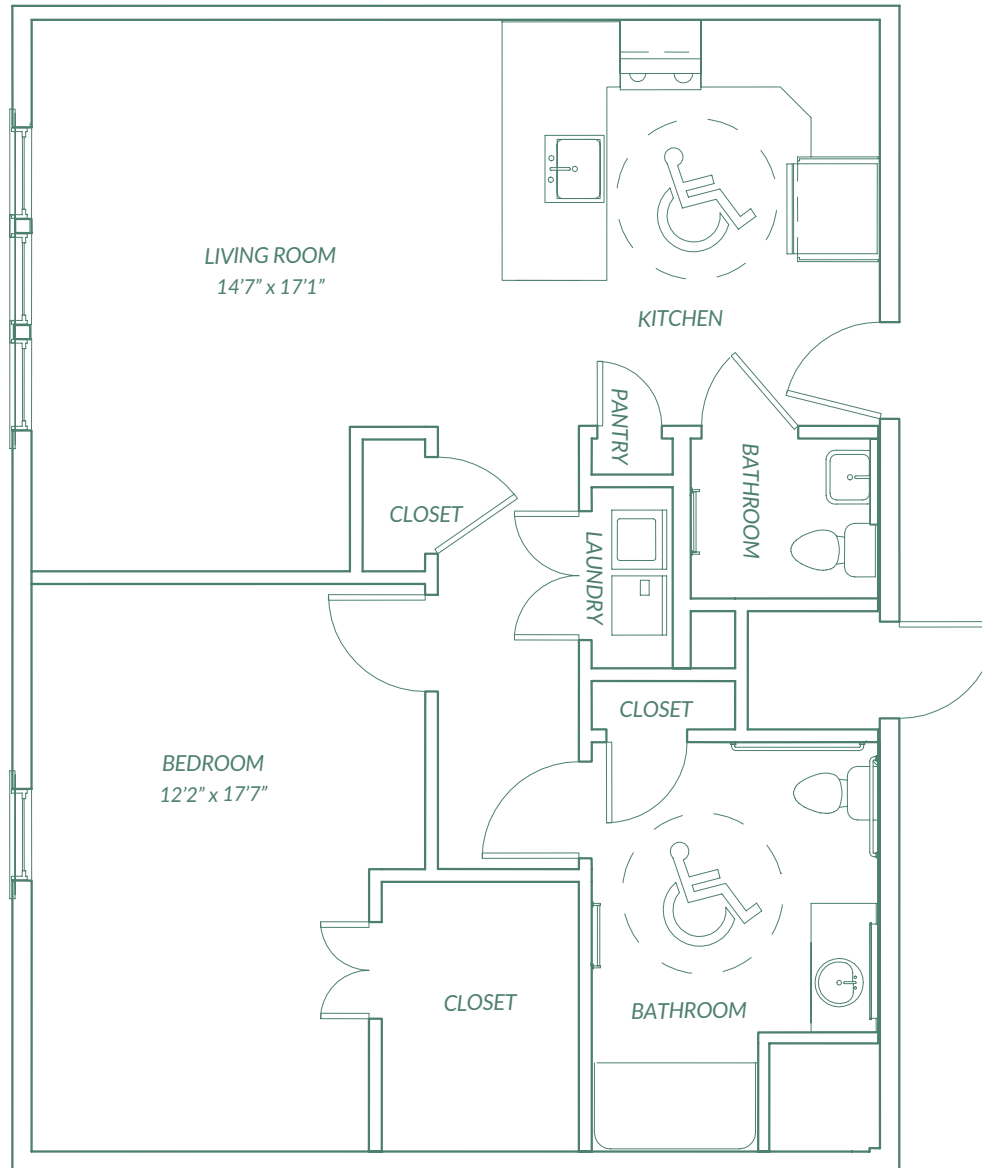 LIVING ROOM
14’7” x 17’1”
KITCHEN
PANTRY
BATHROOM
CLOSET
LAUNDRY
CLOSET
BEDROOM
12’2” x 17’7”
CLOSET
BATHROOM